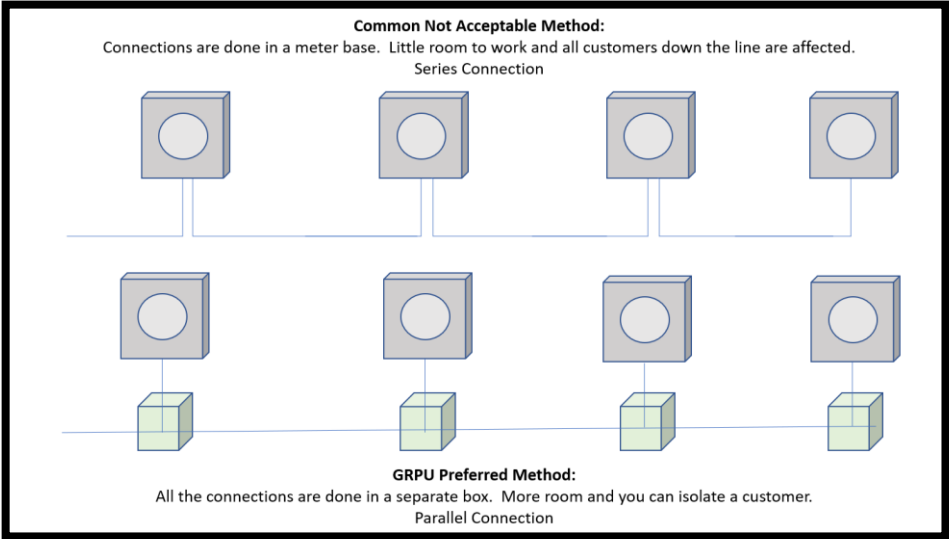 Common Not Acceptable Method:
Connections are done in a meter base.  Little room to work and all customers down the line are affected.
Series Connection
GRPU Preferred Method:
All the connections are done in a separate box.  More room and you can isolate a customer.
Parallel Connection